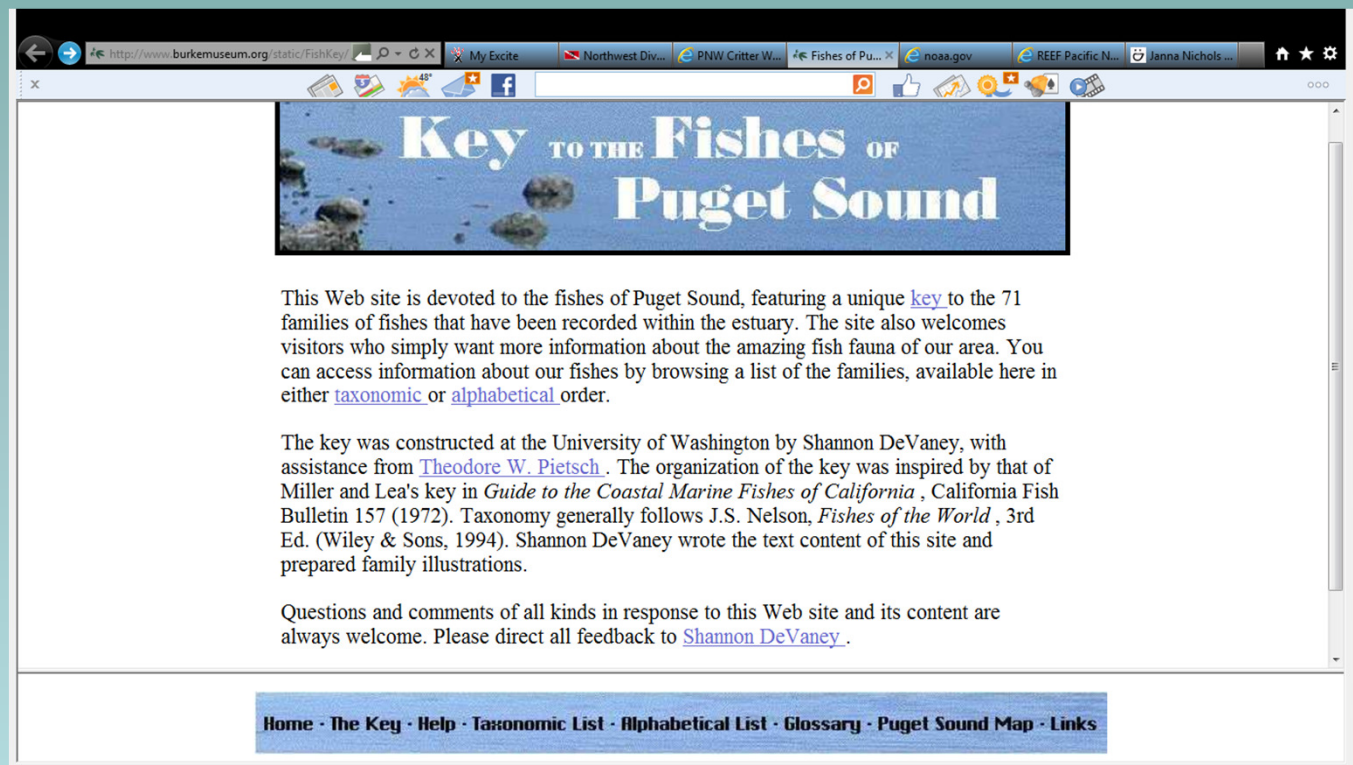 http://www.burkemuseum.org/static/FishKey/
My Excite
Northwest Div...
PNW Critter W...
Fishes of Pu...
noaa.gov
REEF Pacific N...
Janna Nichols ...
x
48°
Key TO THE Fishes OF
Puget Sound
This Web site is devoted to the fishes of Puget Sound, featuring a unique key to the 71
families of fishes that have been recorded within the estuary. The site also welcomes
visitors who simply want more information about the amazing fish fauna of our area. You
can access information about our fishes by browsing a list of the families, available here in
either taxonomic or alphabetical order.
The key was constructed at the University of Washington by Shannon DeVaney, with
assistance from Theodore W. Pietsch . The organization of the key was inspired by that of
Miller and Lea's key in Guide to the Coastal Marine Fishes of California , California Fish
Bulletin 157 (1972). Taxonomy generally follows J.S. Nelson, Fishes of the World , 3rd
Ed. (Wiley & Sons, 1994). Shannon DeVaney wrote the text content of this site and
prepared family illustrations.
Questions and comments of all kinds in response to this Web site and its content are
always welcome. Please direct all feedback to Shannon DeVaney .
Home · The Key · Help · Taxonomic List · Alphabetical List · Glossary · Puget Sound Map · Links